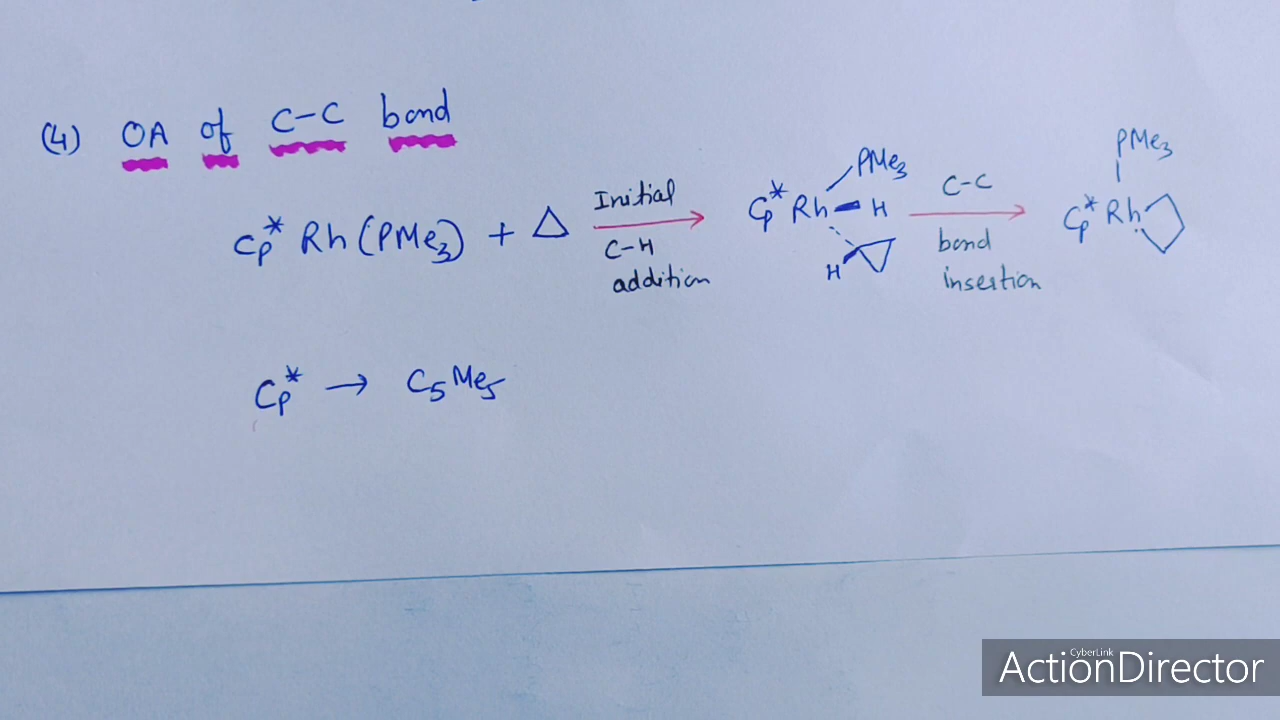 (4) OA of C-C bond
Cp* Rh (PMe3) + △
Initial
C-H
addition
PMe3
Cp* Rh H
H
C-C
bond
insertion
PMe3
Cp* Rh
Cp* → C5Me5
CyberLink
ActionDirector